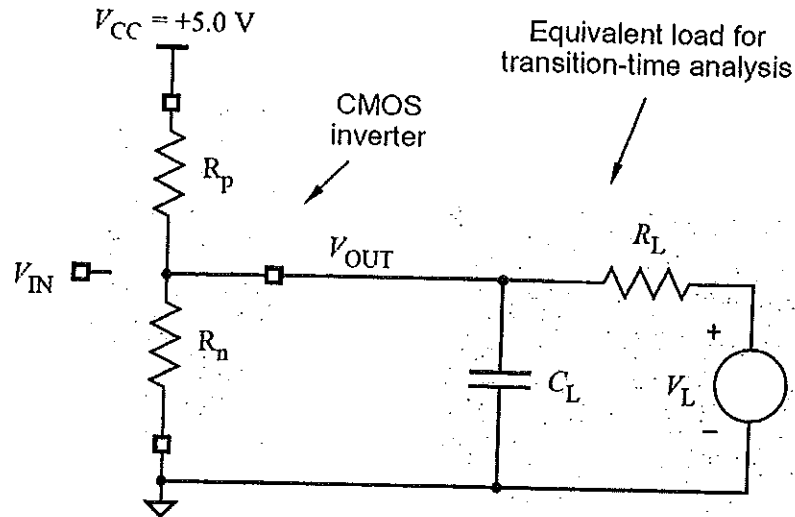 V_CC = +5.0 V
Equivalent load for
transition-time analysis
CMOS
inverter
R_p
V_IN
V_OUT
R_L
R_n
+
C_L
V_L
−